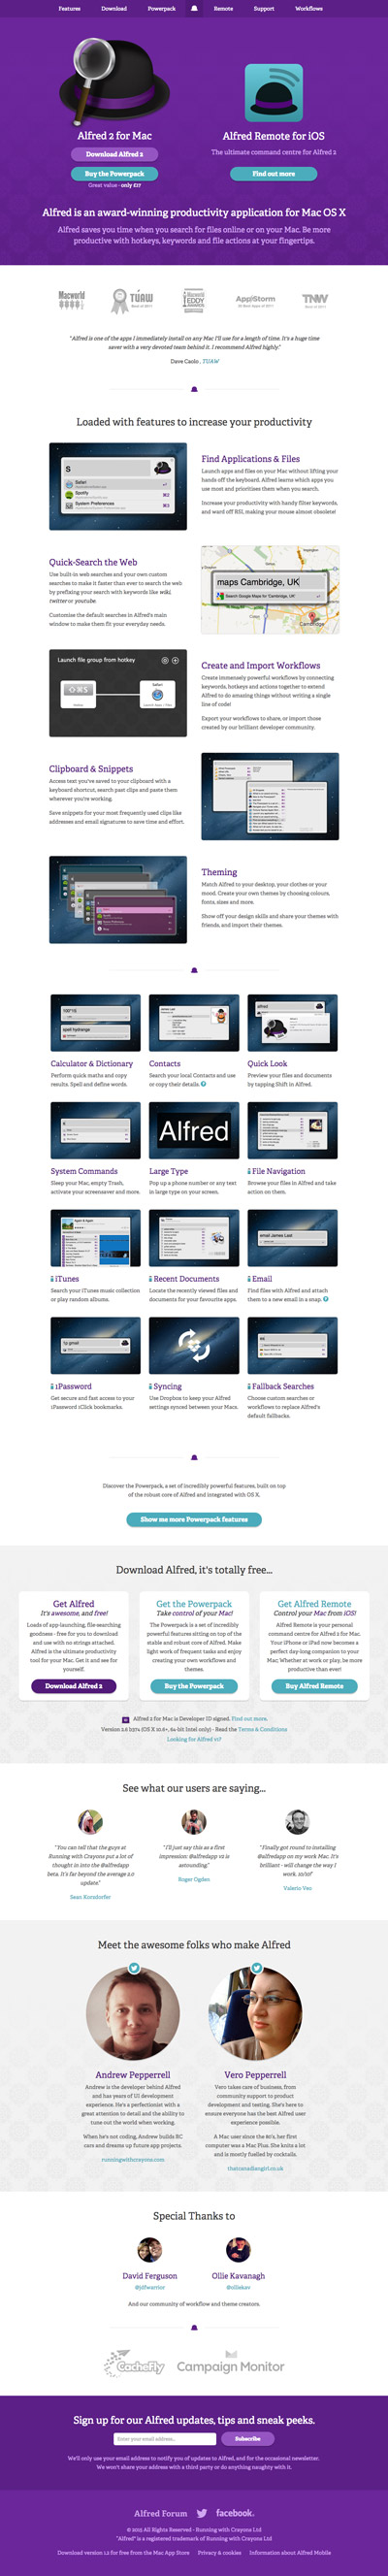 Features Download Powerpack Remote Support Workflows
Alfred 2 for Mac
Download Alfred 2
Buy the Powerpack
Great value - only £17
Alfred Remote for iOS
The ultimate command centre for Alfred 2
Find out more
Alfred is an award-winning productivity application for Mac OS X
Alfred saves you time when you search for files online or on your Mac. Be more
productive with hotkeys, keywords and file actions at your fingertips.
Macworld
TUAW
Macworld
EDDY
AWARDS
AppStorm
TNW
"Alfred is one of the apps I immediately install on any Mac I'll use for a length of time. It's a huge time
saver with a very devoted team behind it. I recommend Alfred highly."
Dave Caolo , TUAW
Loaded with features to increase your productivity
Find Applications & Files
Launch apps and files on your Mac without lifting your
hands off the keyboard. Alfred learns which apps you
use most and prioritises them when you search.
Increase your productivity with handy filter keywords,
and ward off RSI, making your mouse almost obsolete!
S
Safari
Spotify
System Preferences
Quick-Search the Web
Use built-in web searches and your own custom
searches to make it faster than ever to search the web
by prefixing your search with keywords like wiki,
twitter or youtube.
Customise the default searches in Alfred's main
window to make them fit your everyday needs.
maps Cambridge, UK
Search Google Maps for 'Cambridge, UK'
Cambridge
Launch file group from hotkey
⇧⌘S
Safari
Create and Import Workflows
Create immensely powerful workflows by connecting
keywords, hotkeys and actions together to extend
Alfred to do amazing things without writing a single
line of code!
Export your workflows to share, or import those
created by our brilliant developer community.
Clipboard & Snippets
Access text you've saved to your clipboard with a
keyboard shortcut, search past clips and paste them
wherever you're working.
Save snippets for your most frequently used clips like
addresses and email signatures to save time and effort.
Theming
Match Alfred to your desktop, your clothes or your
mood. Create your own themes by choosing colours,
fonts, sizes and more.
Show off your design skills and share your themes with
friends, and import their themes.
Calculator & Dictionary
Perform quick maths and copy
results. Spell and define words.
Contacts
Search your local Contacts and use
or copy their details.
Quick Look
Preview your files and documents
by tapping Shift in Alfred.
Alfred
System Commands
Sleep your Mac, empty Trash,
activate your screensaver and more.
Large Type
Pop up a phone number or any text
in large type on your screen.
File Navigation
Browse your files in Alfred and take
action on them.
email James Last
iTunes
Search your iTunes music collection
or play random albums.
Recent Documents
Locate the recently viewed files and
documents for your favourite apps.
Email
Find files with Alfred and attach
them to a new email in a snap.
1p gmail
1Password
Get secure and fast access to your
1Password 1Click bookmarks.
Syncing
Use Dropbox to keep your Alfred
settings synced between your Macs.
Fallback Searches
Choose custom searches or
workflows to replace Alfred's
default fallbacks.
Discover the Powerpack, a set of incredibly powerful features, built on top
of the robust core of Alfred and integrated with OS X.
Show me more Powerpack features
Download Alfred, it's totally free...
Get Alfred
It's awesome, and free!
Loads of app-launching, file-searching
goodness - free for you to download
and use with no strings attached.
Alfred is the ultimate productivity
tool for your Mac. Get it and see for
yourself.
Download Alfred 2
Get the Powerpack
Take control of your Mac!
The Powerpack is a set of incredibly
powerful features sitting on top of the
stable and robust core of Alfred. Make
light work of frequent tasks and enjoy
creating your own workflows and
themes.
Buy the Powerpack
Get Alfred Remote
Control your Mac from iOS!
Alfred Remote is your personal
command centre for Alfred 2 for Mac.
Your iPhone or iPad now becomes a
perfect day-long companion to your
Mac. Whether at work or play, be more
productive than ever!
Buy Alfred Remote
Alfred 2 for Mac is Developer ID signed. Find out more.
(OS X 10.6+, 64-bit Intel only) - Read the Terms & Conditions
Looking for Alfred v1?
See what our users are saying...
"You can tell that the guys at
Running with Crayons put a lot of
thought into the @alfredapp
beta. It's far beyond the average 2.0
update."
Sean Korsdorfer
"I'll just say this as a first
impression: @alfredapp v2 is
astounding."
Roger Ogden
"Finally got round to installing
@alfredapp on my work Mac. It's
brilliant - will change the way I
work. 10/10!"
Valerio Veo
Meet the awesome folks who make Alfred
Andrew Pepperrell
Andrew is the developer behind Alfred
and has years of UI development
experience. He's a perfectionist with a
great attention to detail and the ability to
tune out the world when working.
When he's not coding, Andrew builds RC
cars and dreams up future app projects.
runningwithcrayons.com
Vero Pepperrell
Vero takes care of business, from
community support to product
development and testing. She's here to
ensure everyone has the best Alfred user
experience possible.
A Mac user since the 80's, her first
computer was a Mac Plus. She knits a lot
and is mostly fuelled by cocktails.
thecanadiangirl.co.uk
Special Thanks to
David Ferguson
@jdfwarrior
Ollie Kavanagh
@olliekav
And our community of workflow and theme creators.
CacheFly
Campaign Monitor
Sign up for our Alfred updates, tips and sneak peeks.
Enter your email address...
Subscribe
We'll only use your email address to notify you of updates to Alfred, and for the occasional newsletter.
We won't share your address with a third party or do anything naughty with it.
Alfred Forum facebook.
All Rights Reserved - Running with Crayons Ltd
"Alfred" is a registered trademark of Running with Crayons Ltd
Download version 1.2 for free from the Mac App Store Privacy & cookies Information about Alfred Mobile